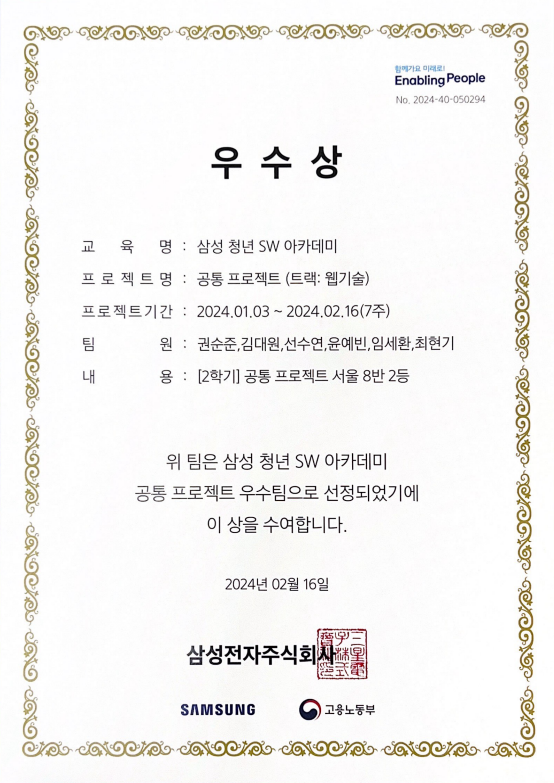 함께가요 미래로!
Enabling People
No. 2024-40-050294
우 수 상
교 육 명 : 삼성 청년 SW 아카데미
프 로 젝 트 명 : 공통 프로젝트 (트랙: 웹기술)
프로젝트기간 : 2024.01.03 ~ 2024.02.16(7주)
팀 원 : 권순준,김대원,선수연,윤예빈,임세환,최현기
내 용 : [2학기] 공통 프로젝트 서울 8반 2등
위 팀은 삼성 청년 SW 아카데미
공통 프로젝트 우수팀으로 선정되었기에
이 상을 수여합니다.
2024년 02월 16일
삼성전자주식회사
SAMSUNG 고용노동부